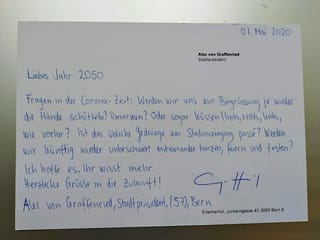 07. Mai 2020
Alec von Graffenried
Stadtpräsident
Liebes Jahr 2050
Fragen in der Corona-Zeit: Werden wir uns zur Begrüssung je wieder
die Hände schütteln? Umarmen? Oder sogar küssen (links, rechts, links,
wie vorher? Ist das übliche Gedränge am Stadioneingang passé? Werden
wir künftig wieder unbeschwert miteinander tanzen, feiern und festen?
Ich hoffe es. Ihr wisst mehr.
Herzliche Grüsse in die Zukunft!
Alec von Graffenried, Stadtpräsident, (57), Bern
Erlacherhof, Junkerngasse 47, 3000 Bern 8